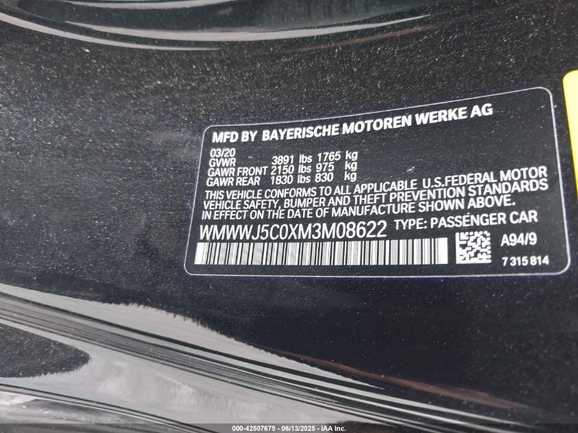 MFD BY BAYERISCHE MOTOREN WERKE AG
03/20
GVWR 3891 lbs 1765 kg
GAWR FRONT 2150 lbs 975 kg
GAWR REAR 1830 lbs 830 kg
THIS VEHICLE CONFORMS TO ALL APPLICABLE U.S.FEDERAL MOTOR
VEHICLE SAFETY, BUMPER AND THEFT PREVENTION STANDARDS
IN EFFECT ON THE DATE OF MANUFACTURE SHOWN ABOVE.
WMWWJ5C0XM3M08622 TYPE: PASSENGER CAR
A94/9
7 315 814
000-42507675 - 06/13/2025 - IAA Inc.